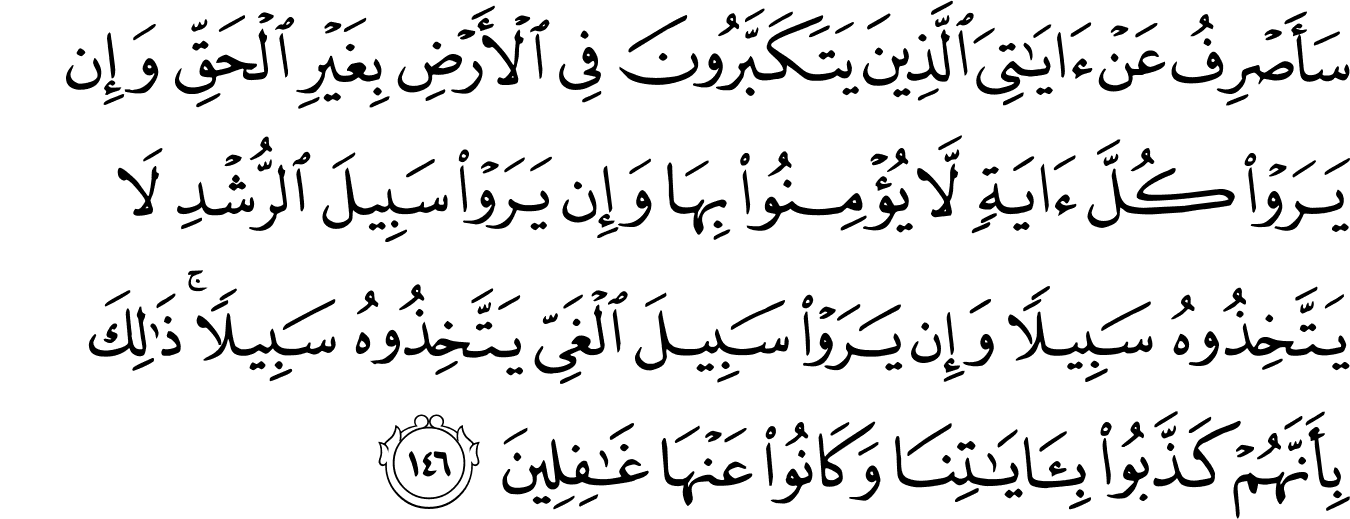 سَأَصْرِفُ عَنْ ءَايَـٰتِىَ ٱلَّذِينَ يَتَكَبَّرُونَ فِى ٱلْأَرْضِ بِغَيْرِ ٱلْحَقِّ وَإِن
يَرَوْا۟ كُلَّ ءَايَةٍ لَّا يُؤْمِنُوا۟ بِهَا وَإِن يَرَوْا۟ سَبِيلَ ٱلرُّشْدِ لَا
يَتَّخِذُوهُ سَبِيلًا وَإِن يَرَوْا۟ سَبِيلَ ٱلْغَىِّ يَتَّخِذُوهُ سَبِيلًا ۚ ذَٰلِكَ
بِأَنَّهُمْ كَذَّبُوا۟ بِـَٔايَـٰتِنَا وَكَانُوا۟ عَنْهَا غَـٰفِلِينَ ١٤٦